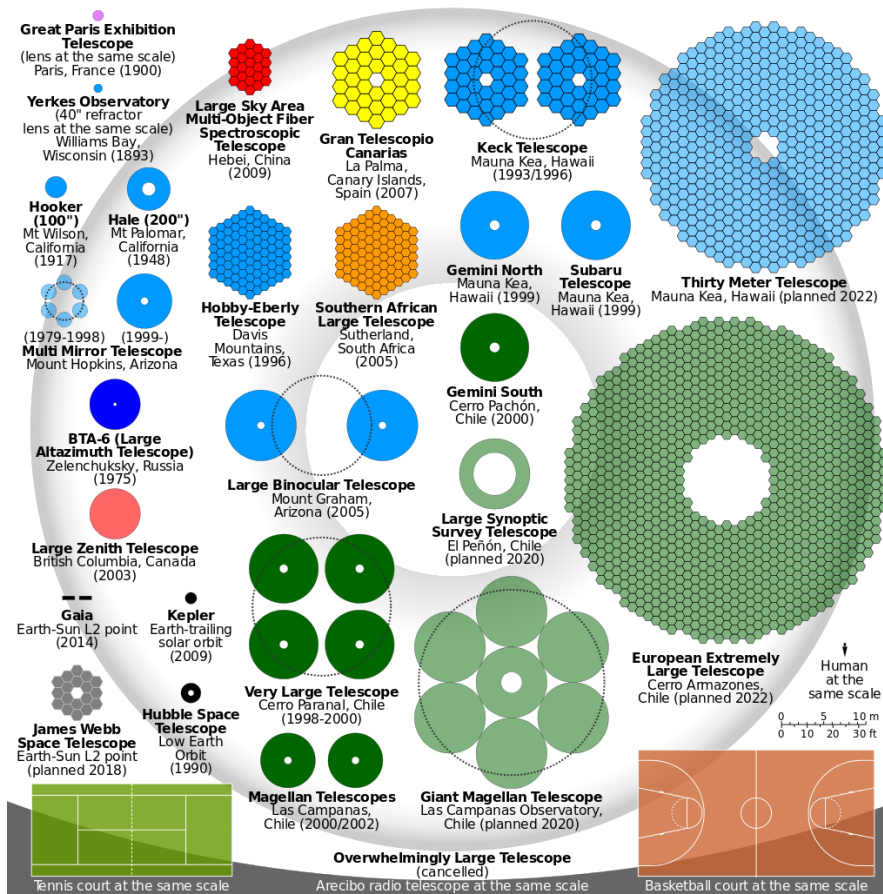 Great Paris Exhibition
Telescope
(lens at the same scale)
Paris, France (1900)
Yerkes Observatory
(40" refractor
lens at the same scale)
Williams Bay,
Wisconsin (1893)
Hooker
(100")
Mt Wilson,
California
(1917)
Hale (200")
Mt Palomar,
California
(1948)
(1979-1998)
(1999-)
Multi Mirror Telescope
Mount Hopkins, Arizona
BTA-6 (Large
Altazimuth Telescope)
Zelenchuksky, Russia
(1975)
Large Zenith Telescope
British Columbia, Canada
(2003)
Gaia
Earth-Sun L2 point
(2014)
Kepler
Earth-trailing
solar orbit
(2009)
James Webb
Space Telescope
Earth-Sun L2 point
(planned 2018)
Hubble Space
Telescope
Low Earth
Orbit
(1990)
Large Sky Area
Multi-Object Fiber
Spectroscopic
Telescope
Hebei, China
(2009)
Gran Telescopio
Canarias
La Palma,
Canary Islands,
Spain (2007)
Keck Telescope
Mauna Kea, Hawaii
(1993/1996)
Hobby-Eberly
Telescope
Davis
Mountains,
Texas (1996)
Southern African
Large Telescope
Sutherland,
South Africa
(2005)
Gemini North
Mauna Kea,
Hawaii (1999)
Subaru
Telescope
Mauna Kea,
Hawaii (1999)
Thirty Meter Telescope
Mauna Kea, Hawaii (planned 2022)
Gemini South
Cerro Pachón,
Chile (2000)
Large Binocular Telescope
Mount Graham,
Arizona (2005)
Large Synoptic
Survey Telescope
El Peñón, Chile
(planned 2020)
Very Large Telescope
Cerro Paranal, Chile
(1998-2000)
Magellan Telescopes
Las Campanas,
Chile (2000/2002)
Giant Magellan Telescope
Las Campanas Observatory,
Chile (planned 2020)
European Extremely
Large Telescope
Cerro Armazones,
Chile (planned 2022)
Human
at the
same scale
0 5 10 m
0 10 20 30 ft
Overwhelmingly Large Telescope
(cancelled)
Tennis court at the same scale
Arecibo radio telescope at the same scale
Basketball court at the same scale